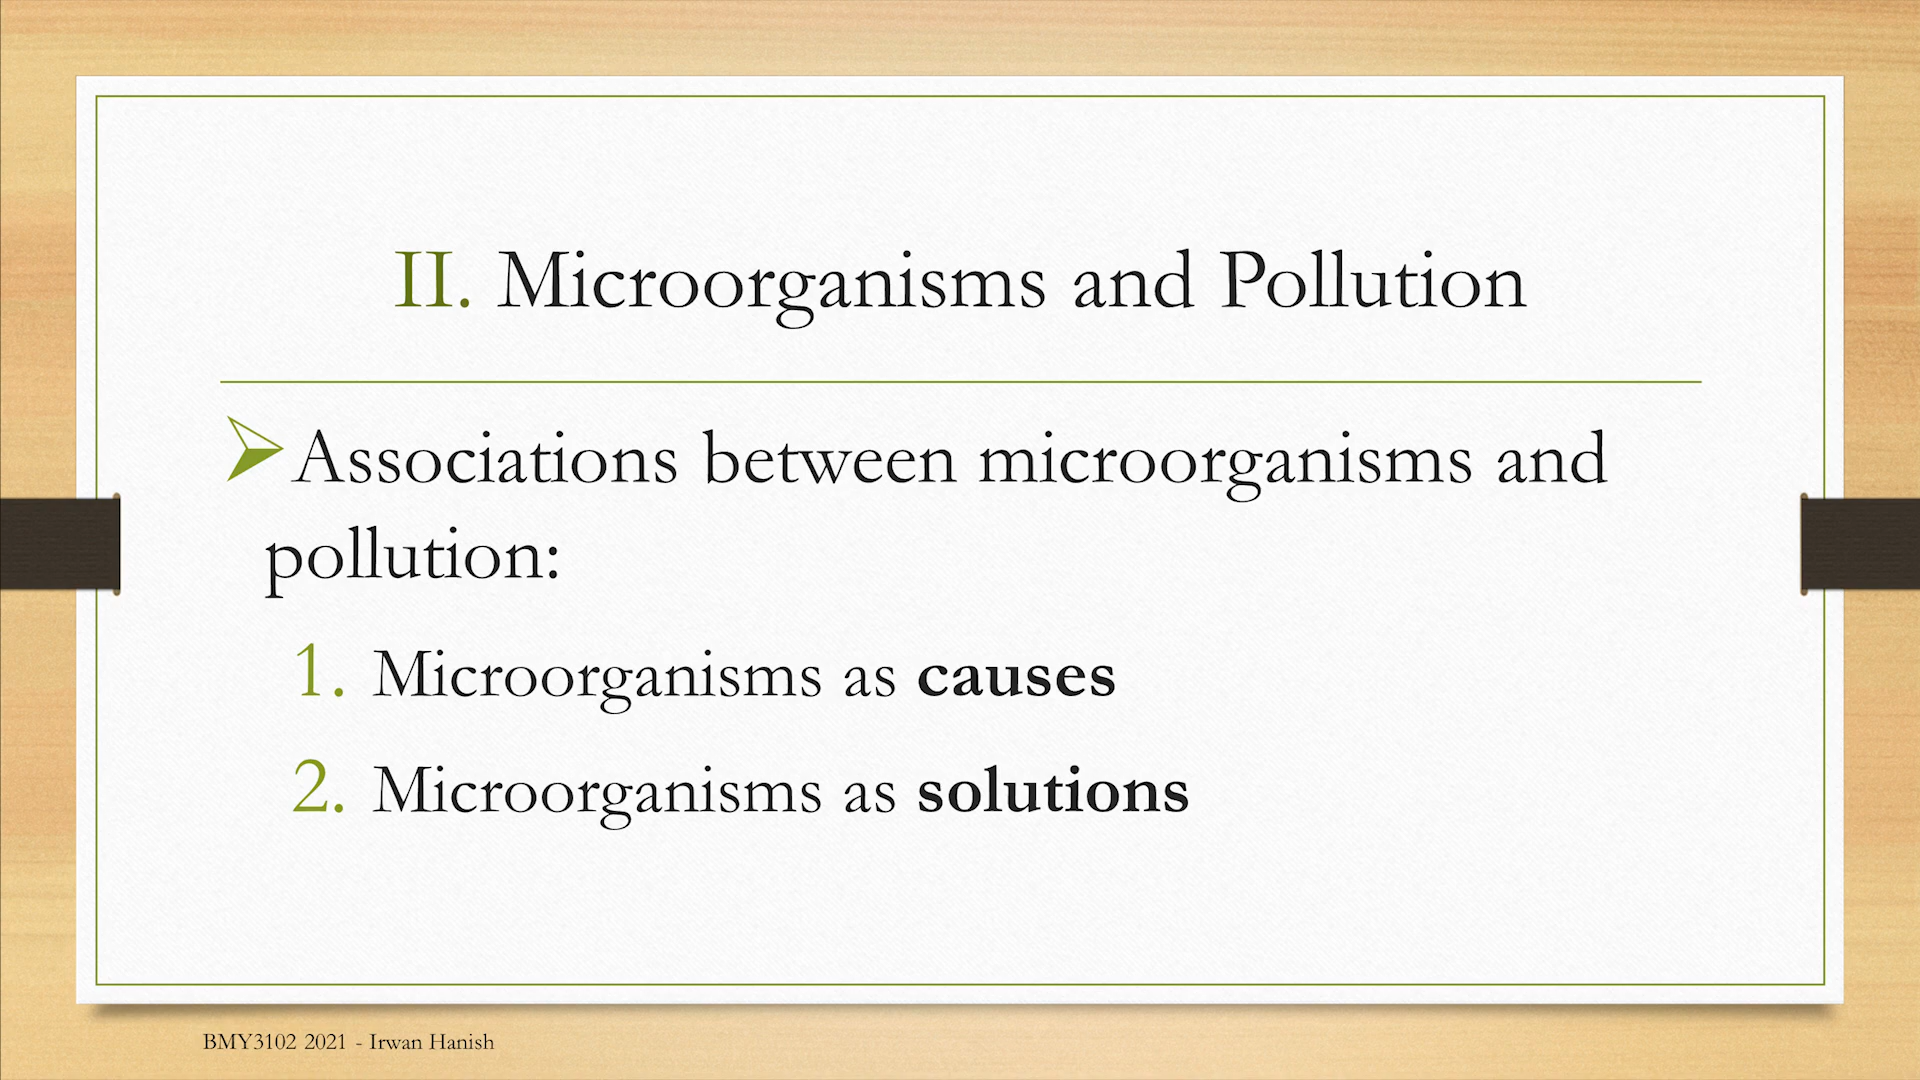 II. Microorganisms and Pollution
Associations between microorganisms and
pollution:
1. Microorganisms as causes
2. Microorganisms as solutions
BMY3102 2021 - Irwan Hanish